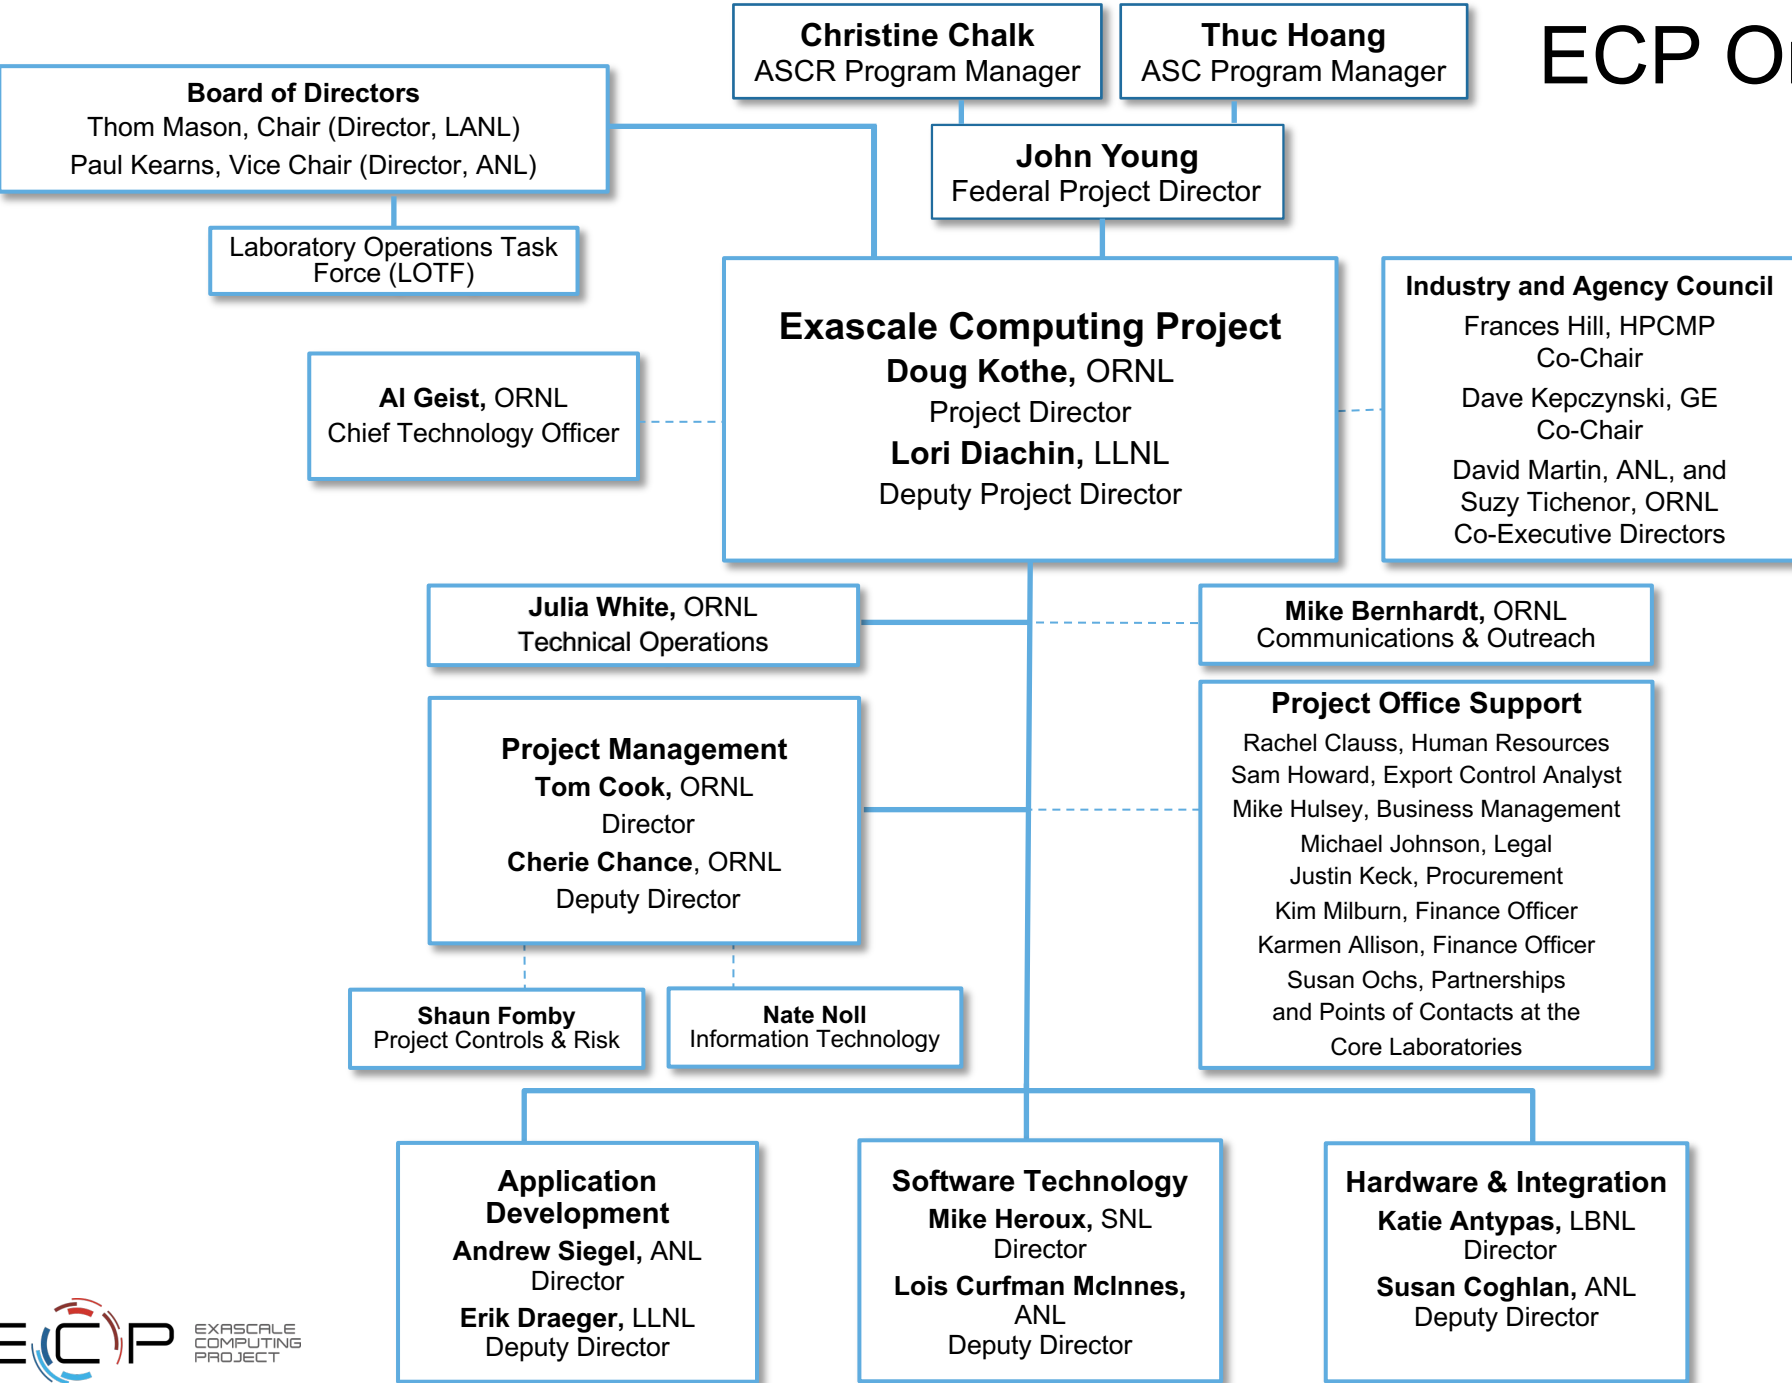 ECP
Christine Chalk
ASCR Program Manager
Thuc Hoang
ASC Program Manager
Board of Directors
Thom Mason, Chair (Director, LANL)
Paul Kearns, Vice Chair (Director, ANL)
John Young
Federal Project Director
Laboratory Operations Task
Force (LOTF)
Exascale Computing Project
Doug Kothe, ORNL
Project Director
Lori Diachin, LLNL
Deputy Project Director
Industry and Agency Council
Frances Hill, HPCMP
Co-Chair
Dave Kepczynski, GE
Co-Chair
David Martin, ANL, and
Suzy Tichenor, ORNL
Co-Executive Directors
Al Geist, ORNL
Chief Technology Officer
Julia White, ORNL
Technical Operations
Mike Bernhardt, ORNL
Communications & Outreach
Project Management
Tom Cook, ORNL
Director
Cherie Chance, ORNL
Deputy Director
Project Office Support
Rachel Clauss, Human Resources
Sam Howard, Export Control Analyst
Mike Hulsey, Business Management
Michael Johnson, Legal
Justin Keck, Procurement
Kim Milburn, Finance Officer
Karmen Allison, Finance Officer
Susan Ochs, Partnerships
and Points of Contacts at the
Core Laboratories
Shaun Fomby
Project Controls & Risk
Nate Noll
Information Technology
Application
Development
Andrew Siegel, ANL
Director
Erik Draeger, LLNL
Deputy Director
Software Technology
Mike Heroux, SNL
Director
Lois Curfman McInnes,
ANL
Deputy Director
Hardware & Integration
Katie Antypas, LBNL
Director
Susan Coghlan, ANL
Deputy Director
ECP
EXASCALE
COMPUTING
PROJECT